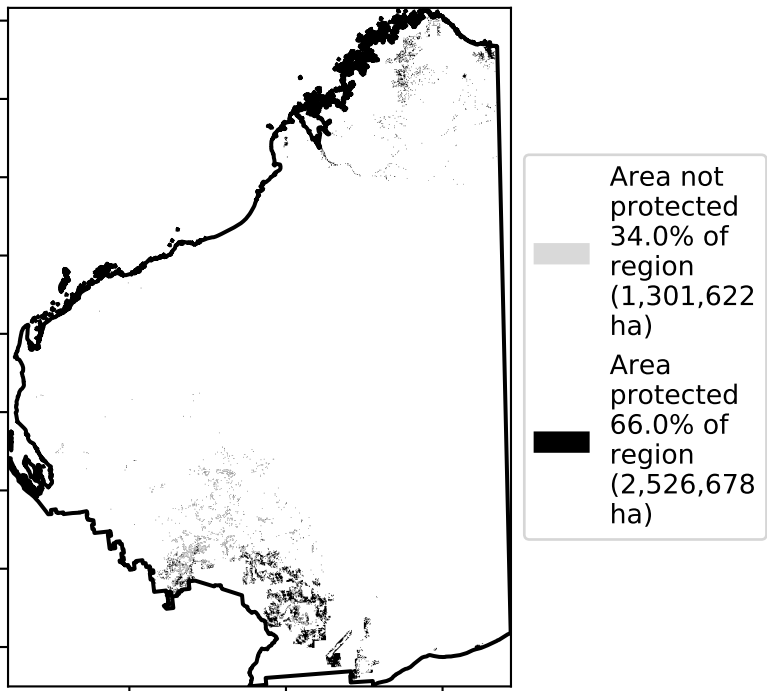 Area not
protected
34.0% of
region
(1,301,622
ha)
Area
protected
66.0% of
region
(2,526,678
ha)